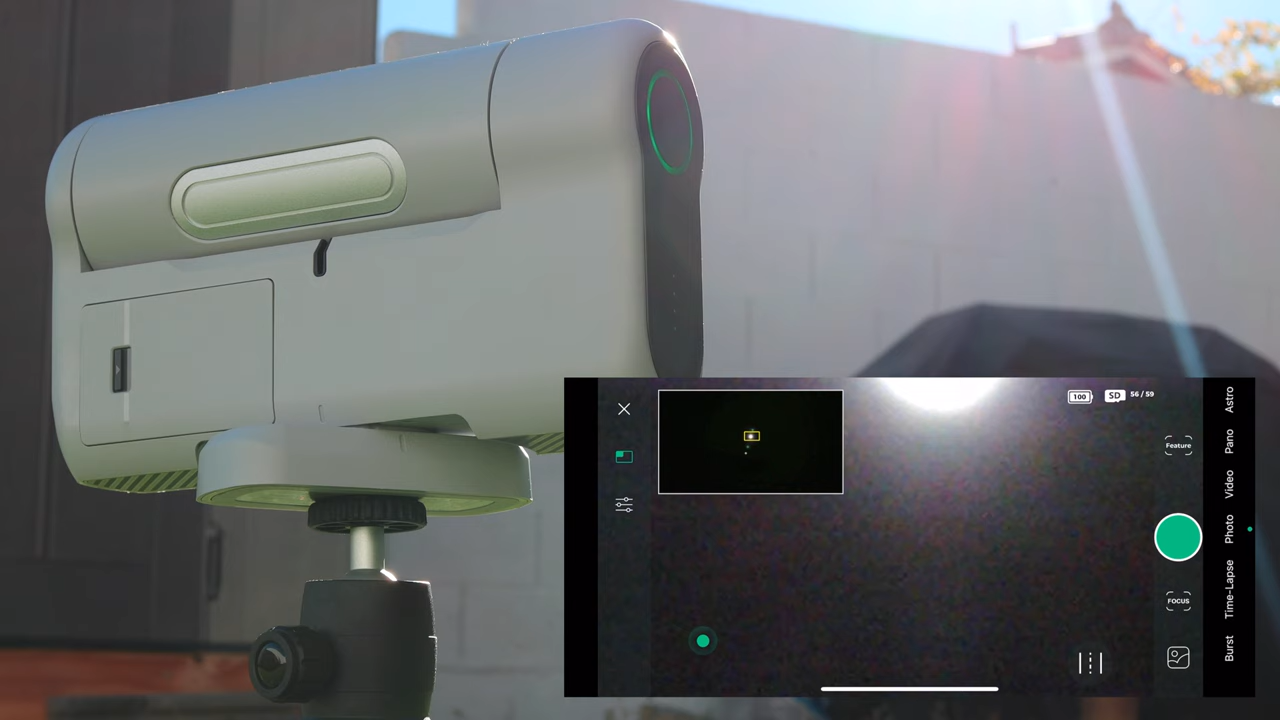 100
SD
56 / 59
Feature
FOCUS
Astro
Pano
Video
Photo
Time-Lapse
Burst